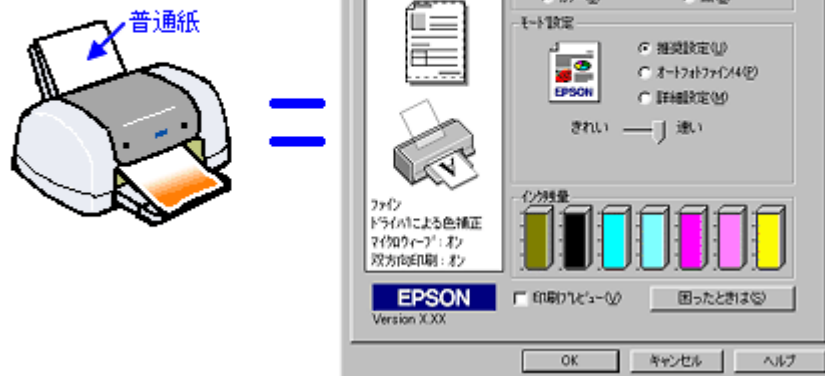 普通紙
モード設定
推奨設定(U)
オートフォトファイン!4(P)
EPSON
詳細設定(M)
きれい
速い
ファイン
ドライバによる色補正
マイクロウィーブ：オン
双方向印刷：オン
インク残量
EPSON
Version X.XX
印刷プレビュー(V)
困ったときは(S)
OK
キャンセル
ヘルプ